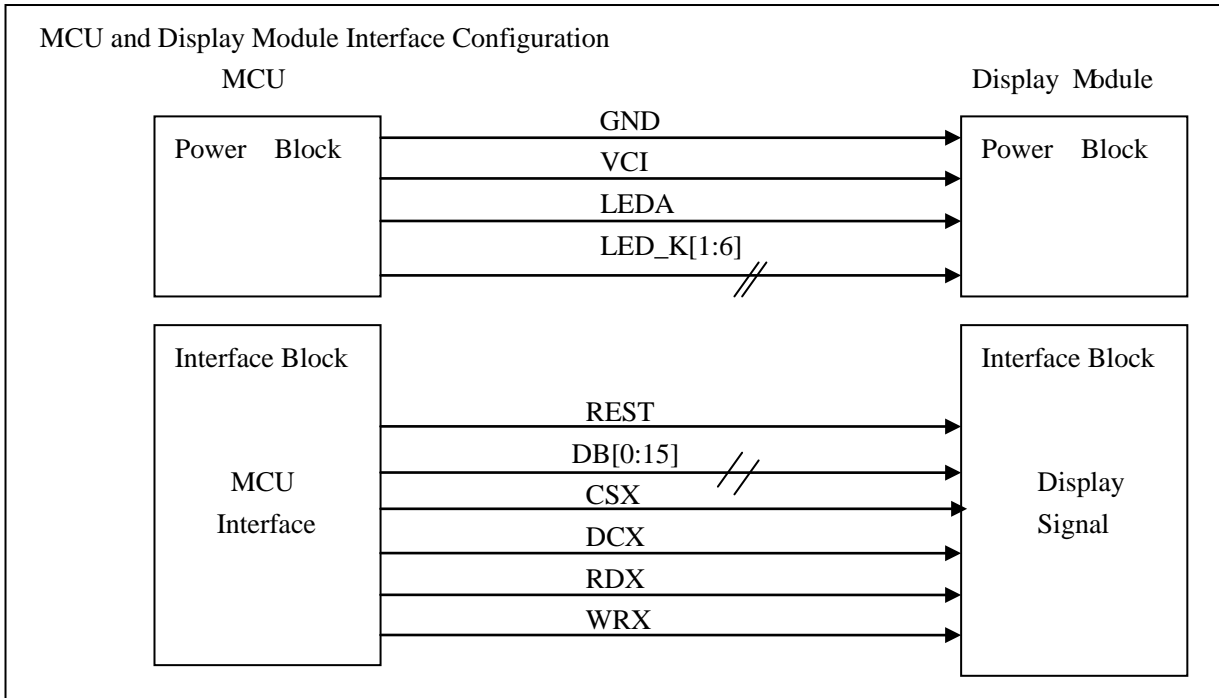 MCU and Display Module Interface Configuration
MCU
Display Module
Power Block
GND
VCI
LEDA
LED_K[1:6]
Power Block
Interface Block
MCU
Interface
REST
DB[0:15]
CSX
DCX
RDX
WRX
Interface Block
Display
Signal